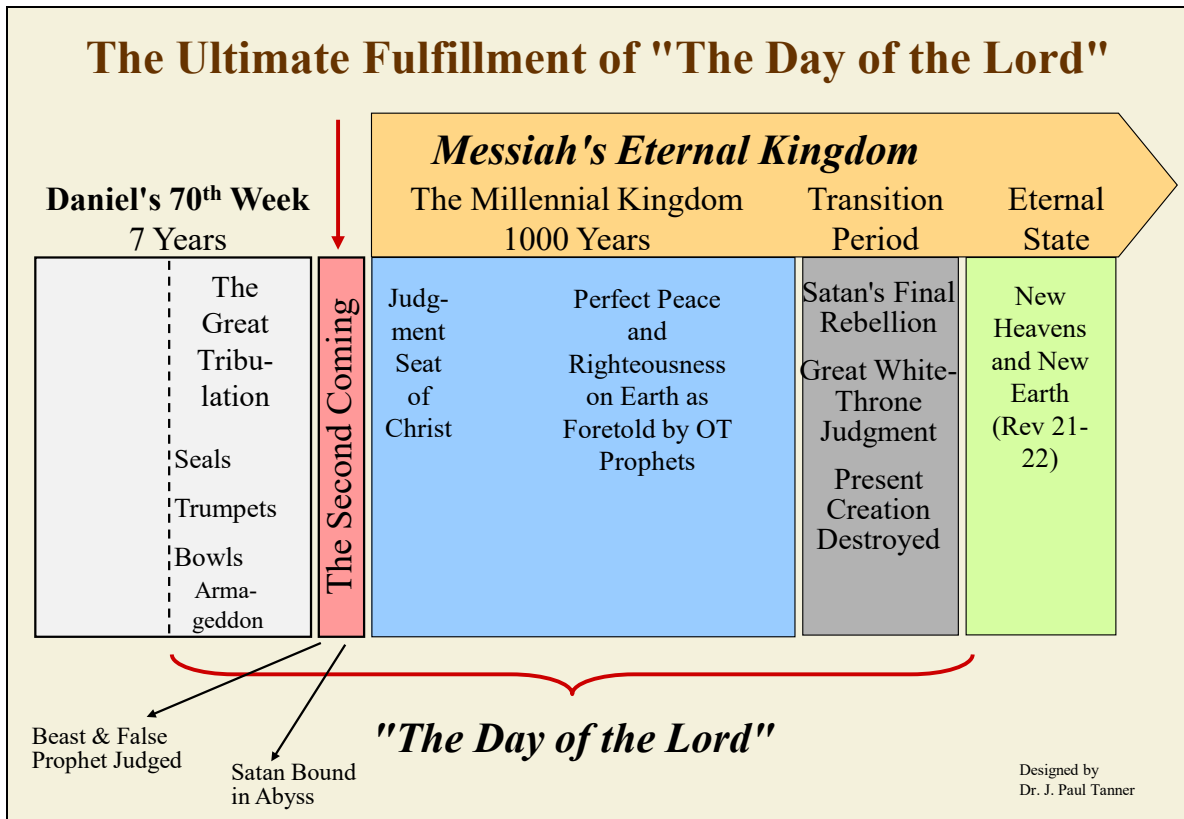 The Ultimate Fulfillment of "The Day of the Lord"
Messiah's Eternal Kingdom
Daniel's 70th Week
7 Years
The Millennial Kingdom
1000 Years
Transition
Period
Eternal
State
The
Great
Tribu-
lation
Seals
Trumpets
Bowls
Arma-
geddon
The Second Coming
Judg-
ment
Seat
of
Christ
Perfect Peace
and
Righteousness
on Earth as
Foretold by OT
Prophets
Satan's Final
Rebellion
Great White-
Throne
Judgment
Present
Creation
Destroyed
New
Heavens
and New
Earth
(Rev 21-
22)
Beast & False
Prophet Judged
Satan Bound
in Abyss
"The Day of the Lord"
Designed by
Dr. J. Paul Tanner